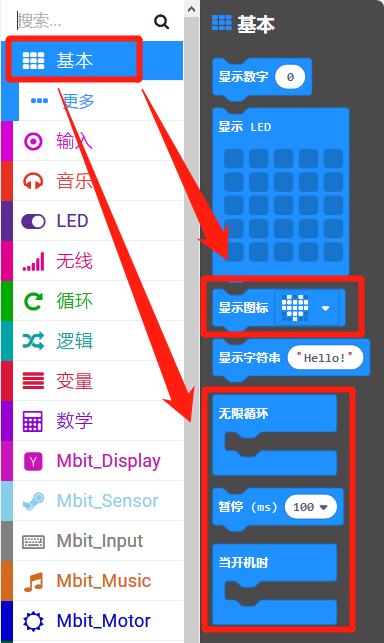 搜索...
基本
更多
输入
音乐
LED
无线
循环
逻辑
变量
数学
Mbit_Display
Mbit_Sensor
Mbit_Input
Mbit_Music
Mbit_Motor
基本
显示数字 0
显示 LED
显示图标
显示字符串 "Hello!"
无限循环
暂停 (ms) 100
当开机时